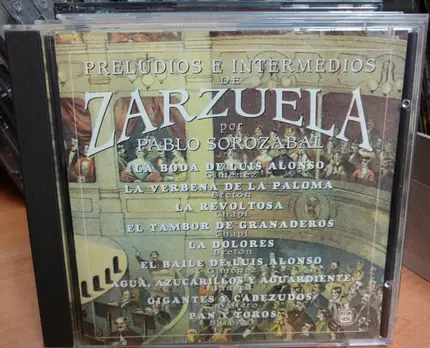 PRELUDIOS E INTERMEDIOS
DE
ZARZUELA
por
PABLO SOROZABAL
LA BODA DE LUIS ALONSO
Giménez
LA VERBENA DE LA PALOMA
Bretón
LA REVOLTOSA
Chapí
EL TAMBOR DE GRANADEROS
Chapí
LA DOLORES
Bretón
EL BAILE DE LUIS ALONSO
Giménez
AGUA, AZUCARILLOS Y AGUARDIENTE
GIGANTES Y CABEZUDOS
PAN Y TOROS